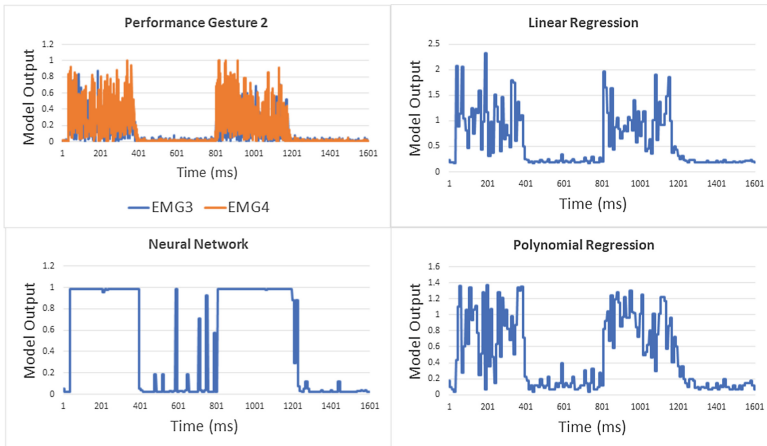 Performance Gesture 2
Model Output
1.2
1
0.8
0.6
0.4
0.2
0
1 201 401 601 801 1001 1201 1401 1601
Time (ms)
EMG3 EMG4
Linear Regression
Model Output
2.5
2
1.5
1
0.5
0
1 201 401 601 801 1001 1201 1401 1601
Time (ms)
Neural Network
Model Output
1.2
1
0.8
0.6
0.4
0.2
0
1 201 401 601 801 1001 1201 1401 1601
Time (ms)
Polynomial Regression
Model Output
1.6
1.4
1.2
1
0.8
0.6
0.4
0.2
0
1 201 401 601 801 1001 1201 1401 1601
Time (ms)